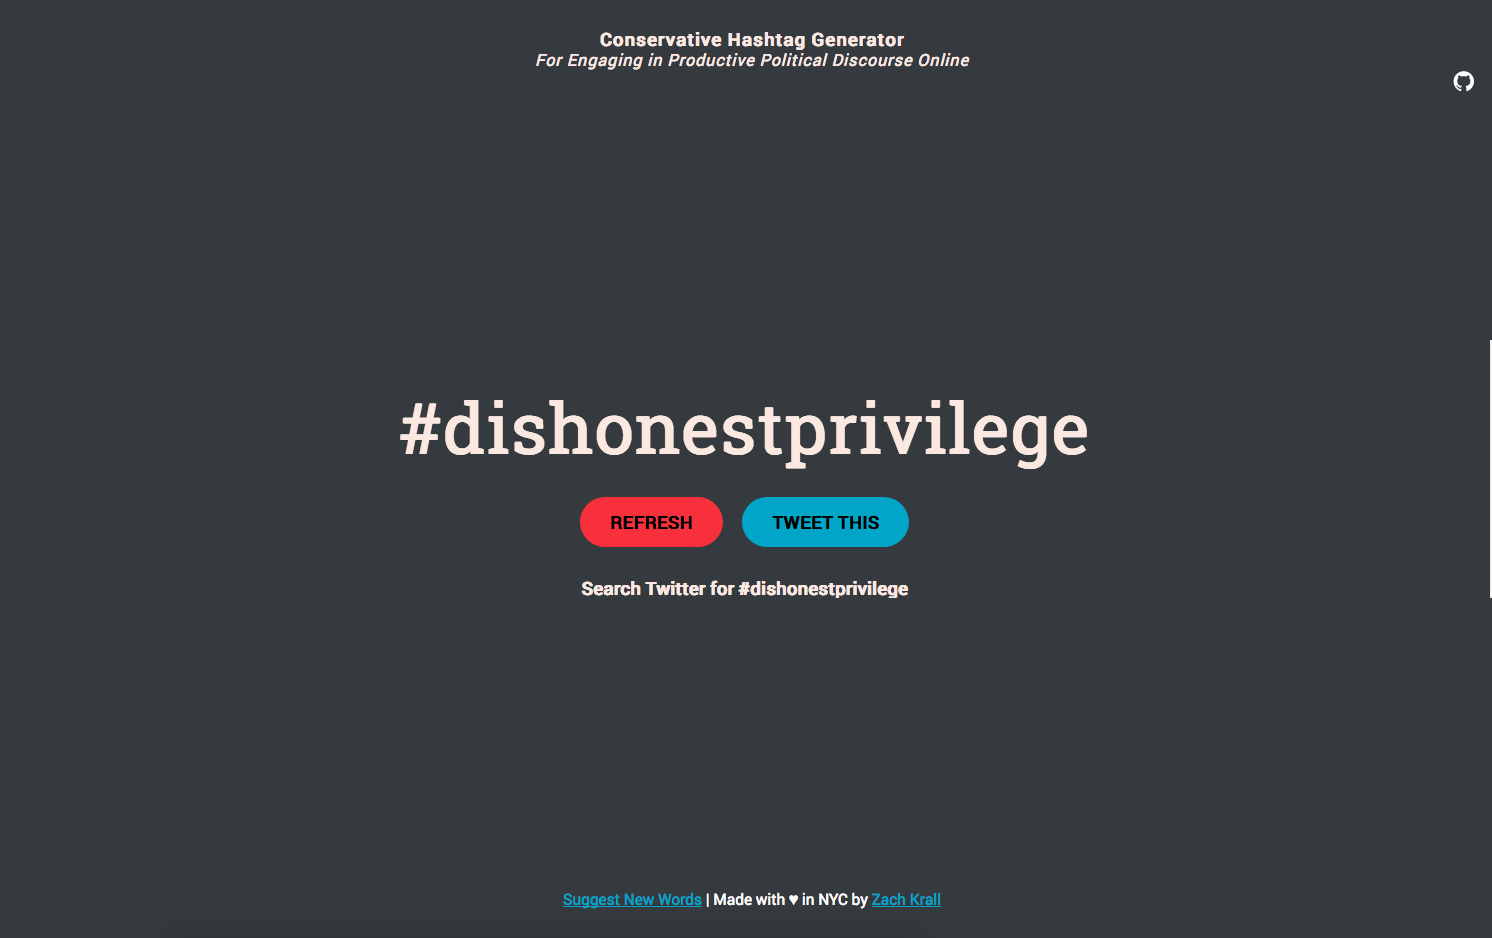 Conservative Hashtag Generator
For Engaging in Productive Political Discourse Online
#dishonestprivilege
REFRESH TWEET THIS
Search Twitter for #dishonestprivilege
Suggest New Words | Made with ♥ in NYC by Zach Krall